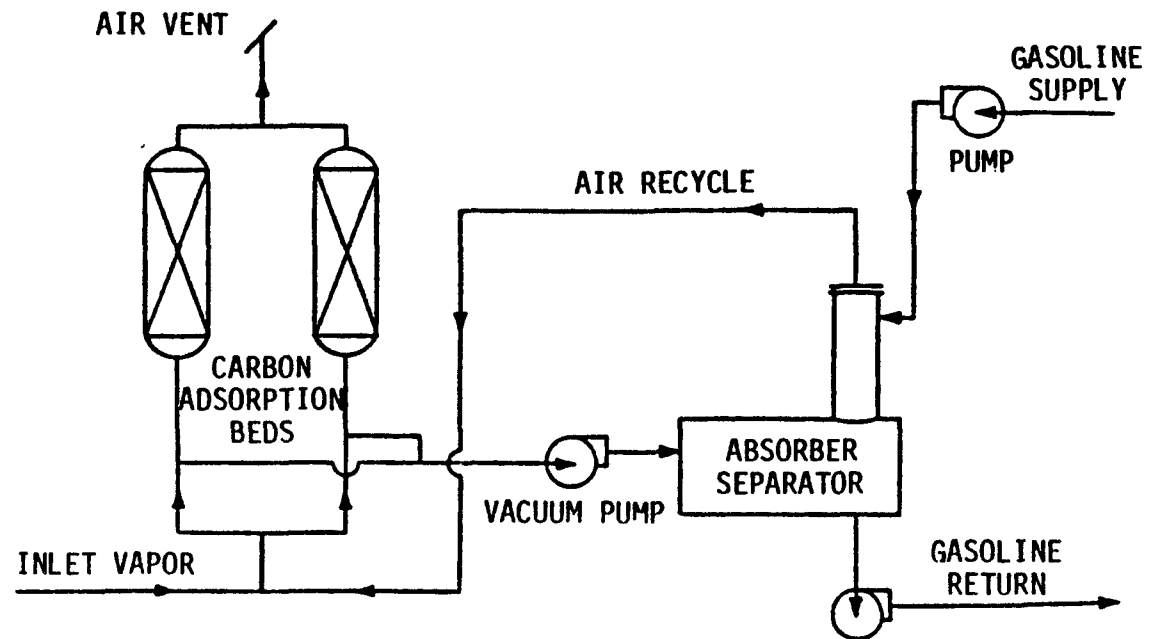 AIR VENT
GASOLINE
SUPPLY
PUMP
AIR RECYCLE
CARBON
ADSORPTION
BEDS
ABSORBER
SEPARATOR
VACUUM PUMP
INLET VAPOR
GASOLINE
RETURN